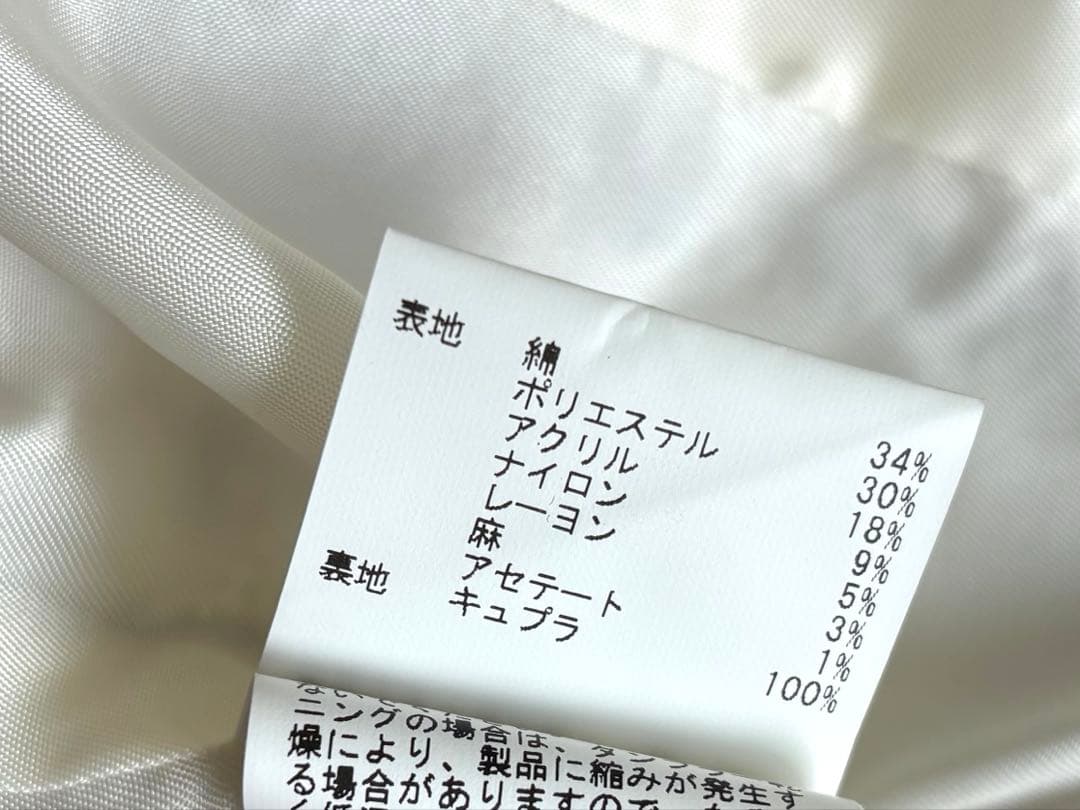 表地 綿 34%
ポリエステル 30%
アクリル 18%
ナイロン 9%
レーヨン 5%
麻 3%
アセテート 1%
裏地 キュプラ 100%
ニングの場合は、タン
燥により、製品に縮みが発生す
る場合がありますので